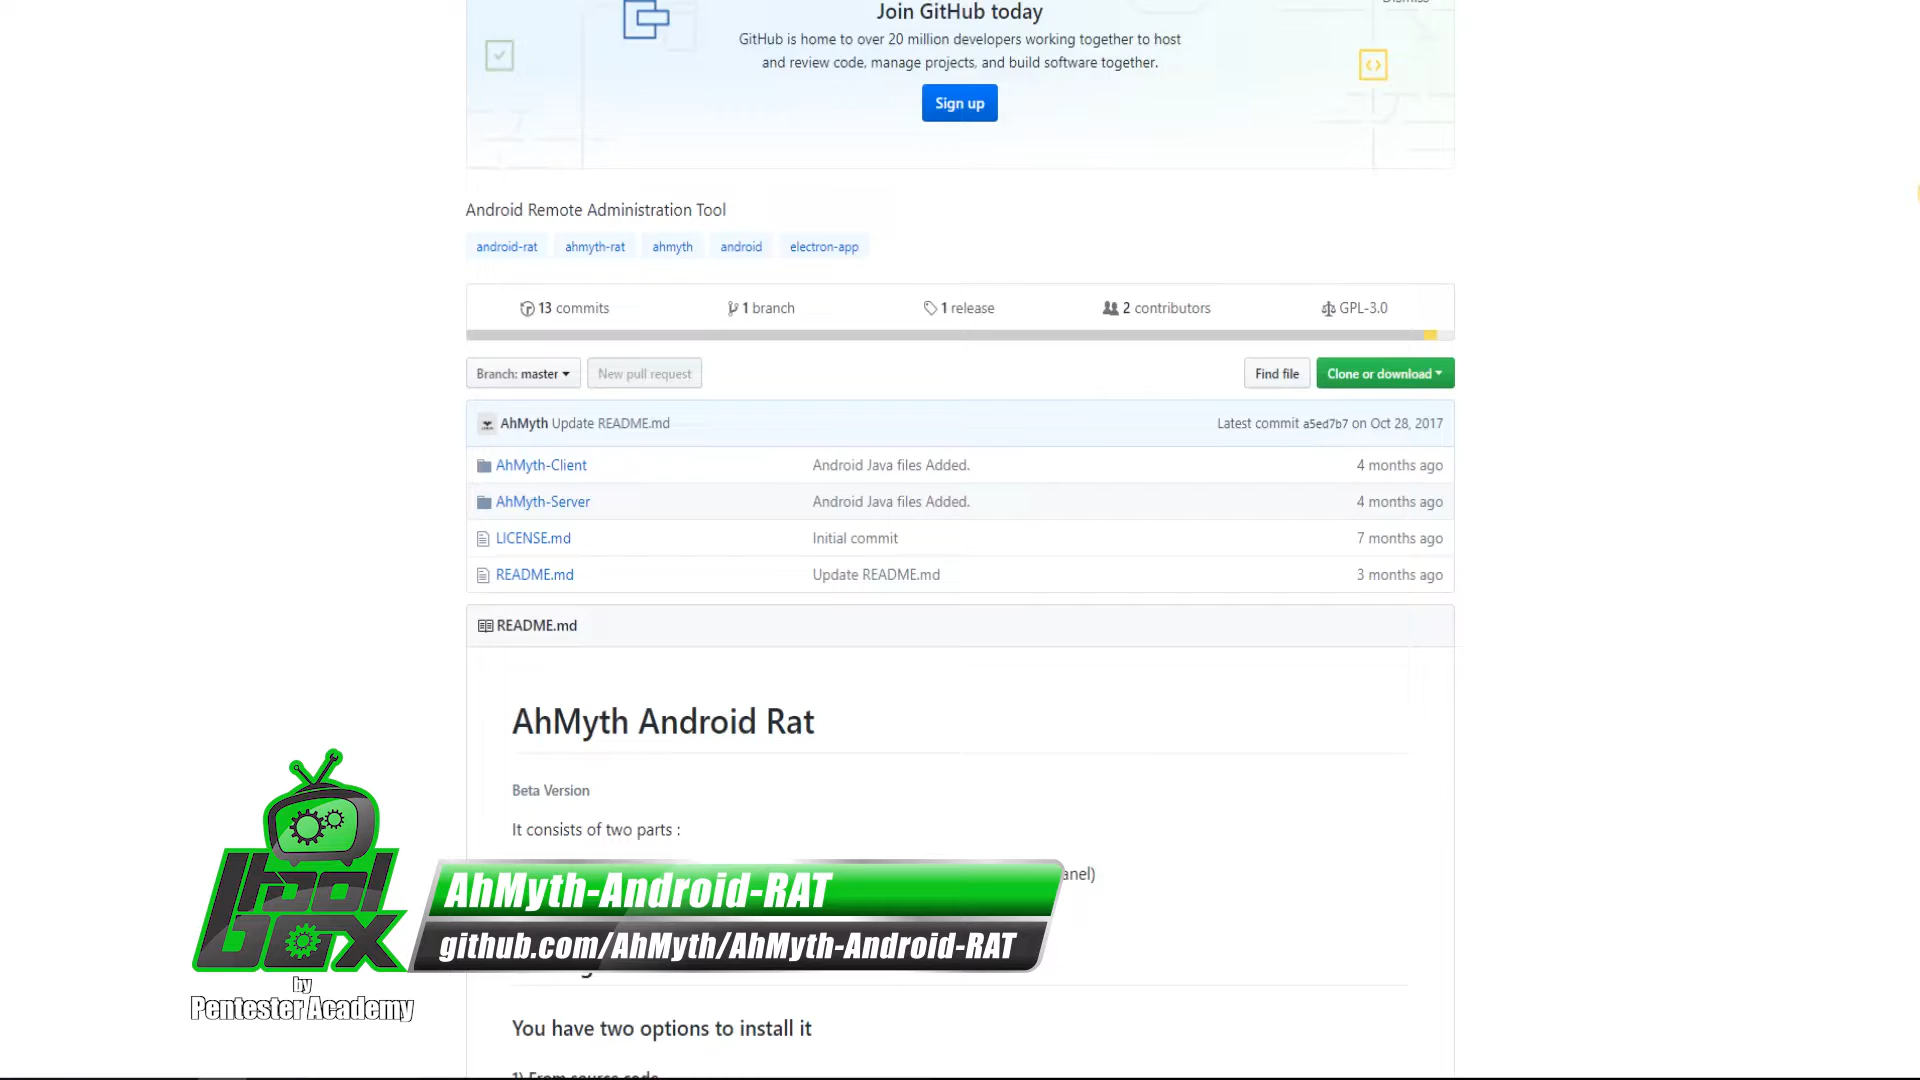 Join GitHub today
GitHub is home to over 20 million developers working together to host
and review code, manage projects, and build software together.
Sign up
Android Remote Administration Tool
android-rat ahmyth-rat ahmyth android electron-app
13 commits 1 branch 1 release 2 contributors GPL-3.0
Branch: master New pull request Find file Clone or download
AhMyth Update README.md Latest commit a5ed7b7 on Oct 28, 2017
AhMyth-Client Android Java files Added. 4 months ago
AhMyth-Server Android Java files Added. 4 months ago
LICENSE.md Initial commit 7 months ago
README.md Update README.md 3 months ago
README.md
AhMyth Android Rat
Beta Version
It consists of two parts :
anel)
AhMyth-Android-RAT
github.com/AhMyth/AhMyth-Android-RAT
Tool
Box
by
Pentester Academy
You have two options to install it
1) From source code